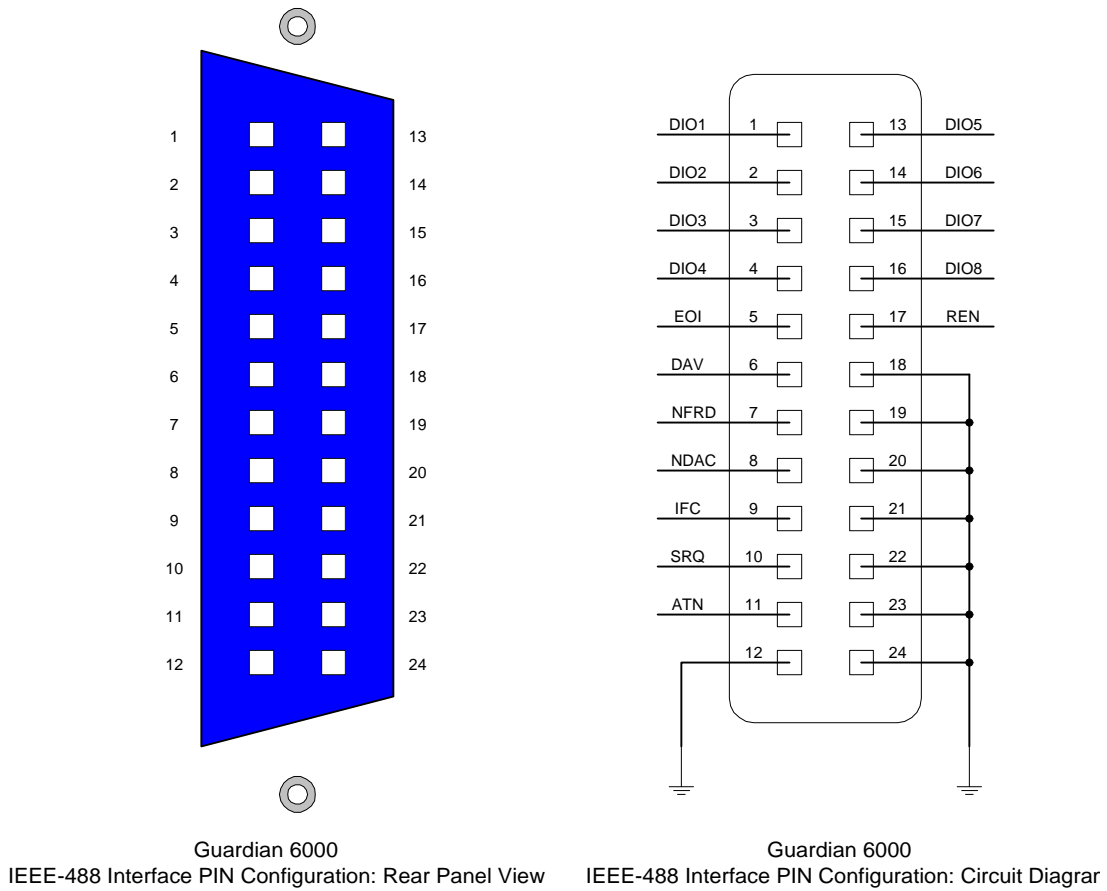 1 13
2 14
3 15
4 16
5 17
6 18
7 19
8 20
9 21
10 22
11 23
12 24
Guardian 6000
IEEE-488 Interface PIN Configuration: Rear Panel View
DIO1 1 13 DIO5
DIO2 2 14 DIO6
DIO3 3 15 DIO7
DIO4 4 16 DIO8
EOI 5 17 REN
DAV 6 18
NFRD 7 19
NDAC 8 20
IFC 9 21
SRQ 10 22
ATN 11 23
12 24
Guardian 6000
IEEE-488 Interface PIN Configuration: Circuit Diagrar